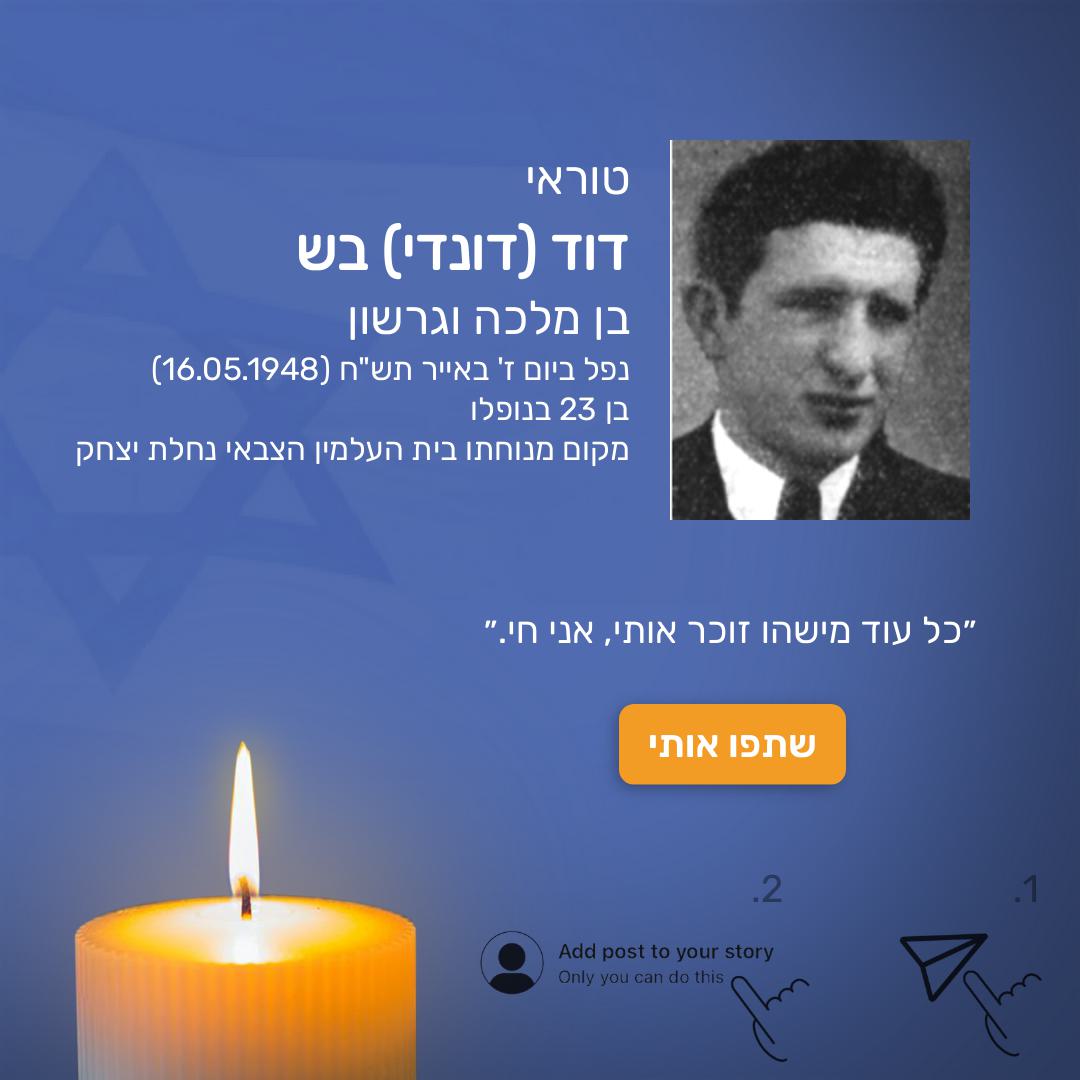 טוראי
דוד (דונדי) בש
בן מלכה וגרשון
נפל ביום ז' באייר תש"ח (16.05.1948)
בן 23 בנופלו
מקום מנוחתו בית העלמין הצבאי נחלת יצחק
״כל עוד מישהו זוכר אותי, אני חי.״
שתפו אותי
1.
2.
Add post to your story
Only you can do this